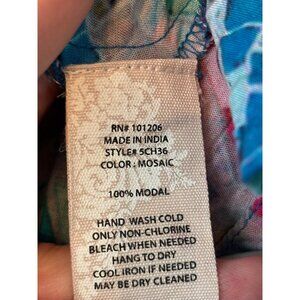 RN# 101206
MADE IN INDIA
STYLE# 5CH36
COLOR : MOSAIC
100% MODAL
HAND WASH COLD
ONLY NON-CHLORINE
BLEACH WHEN NEEDED
HANG TO DRY
COOL IRON IF NEEDED
MAY BE DRY CLEANED